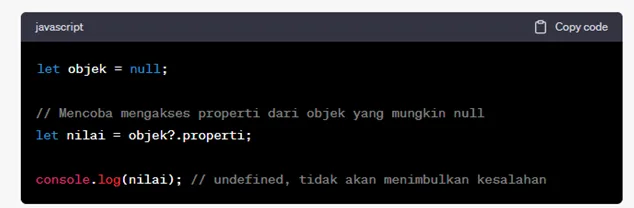 javascript
Copy code
let objek = null;
// Mencoba mengakses properti dari objek yang mungkin null
let nilai = objek?.properti;
console.log(nilai); // undefined, tidak akan menimbulkan kesalahan